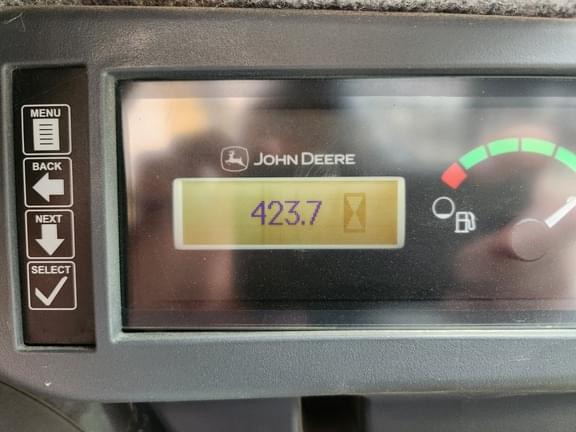 MENU
BACK
NEXT
SELECT
JOHN DEERE
423.7